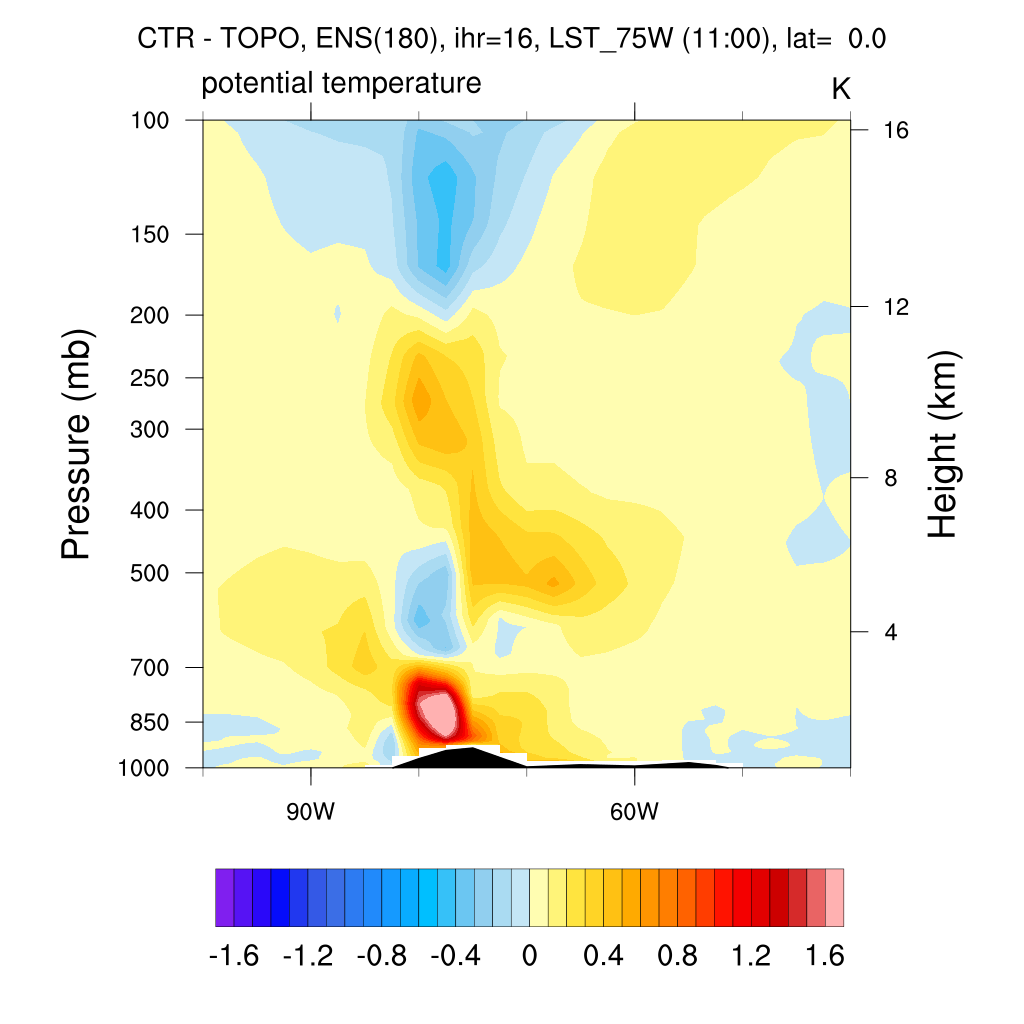 CTR - TOPO, ENS(180), ihr=16, LST_75W (11:00), lat=  0.0
potential temperature K
100
150
200
250
300
400
500
700
850
1000
Pressure (mb)
16
12
8
4
Height (km)
90W 60W
-1.6 -1.2 -0.8 -0.4 0 0.4 0.8 1.2 1.6